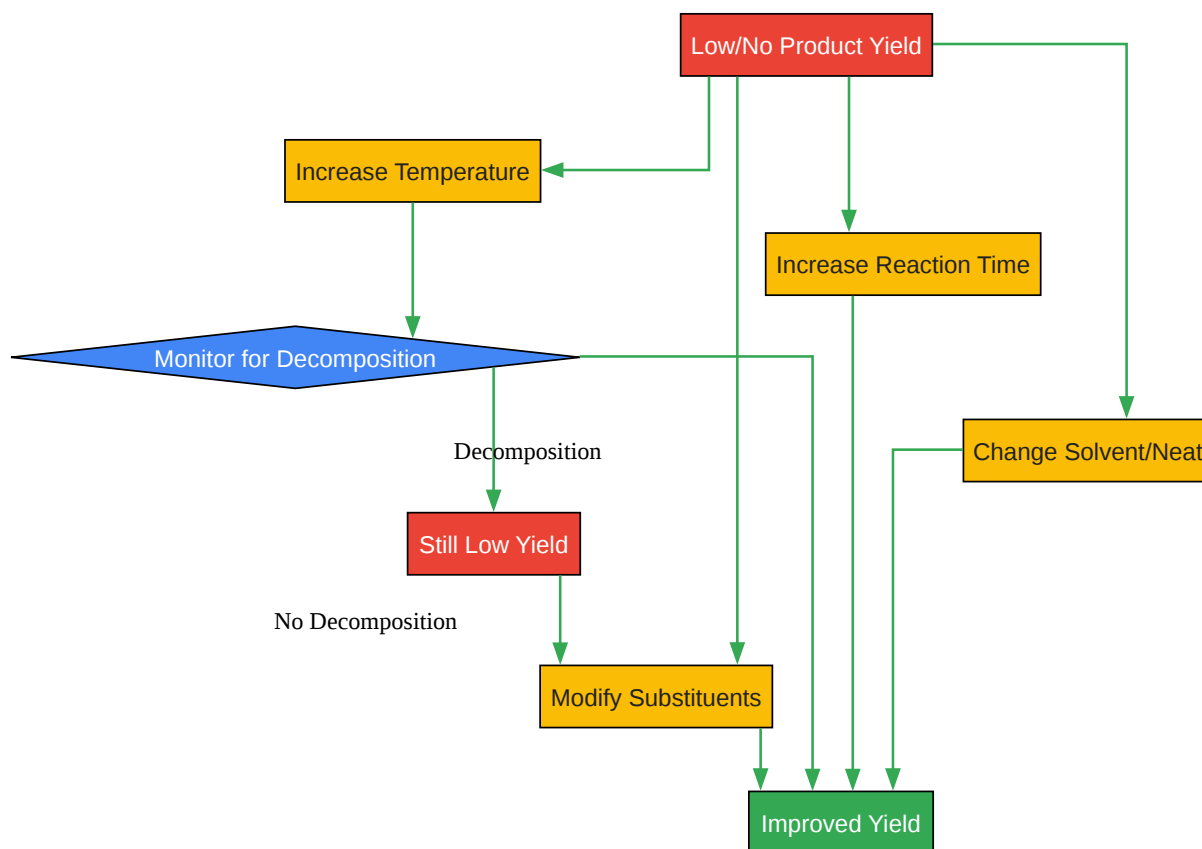 Low/No Product Yield
Increase Temperature
Increase Reaction Time
Monitor for Decomposition
Decomposition
Change Solvent/Neat
Still Low Yield
No Decomposition
Modify Substituents
Improved Yield